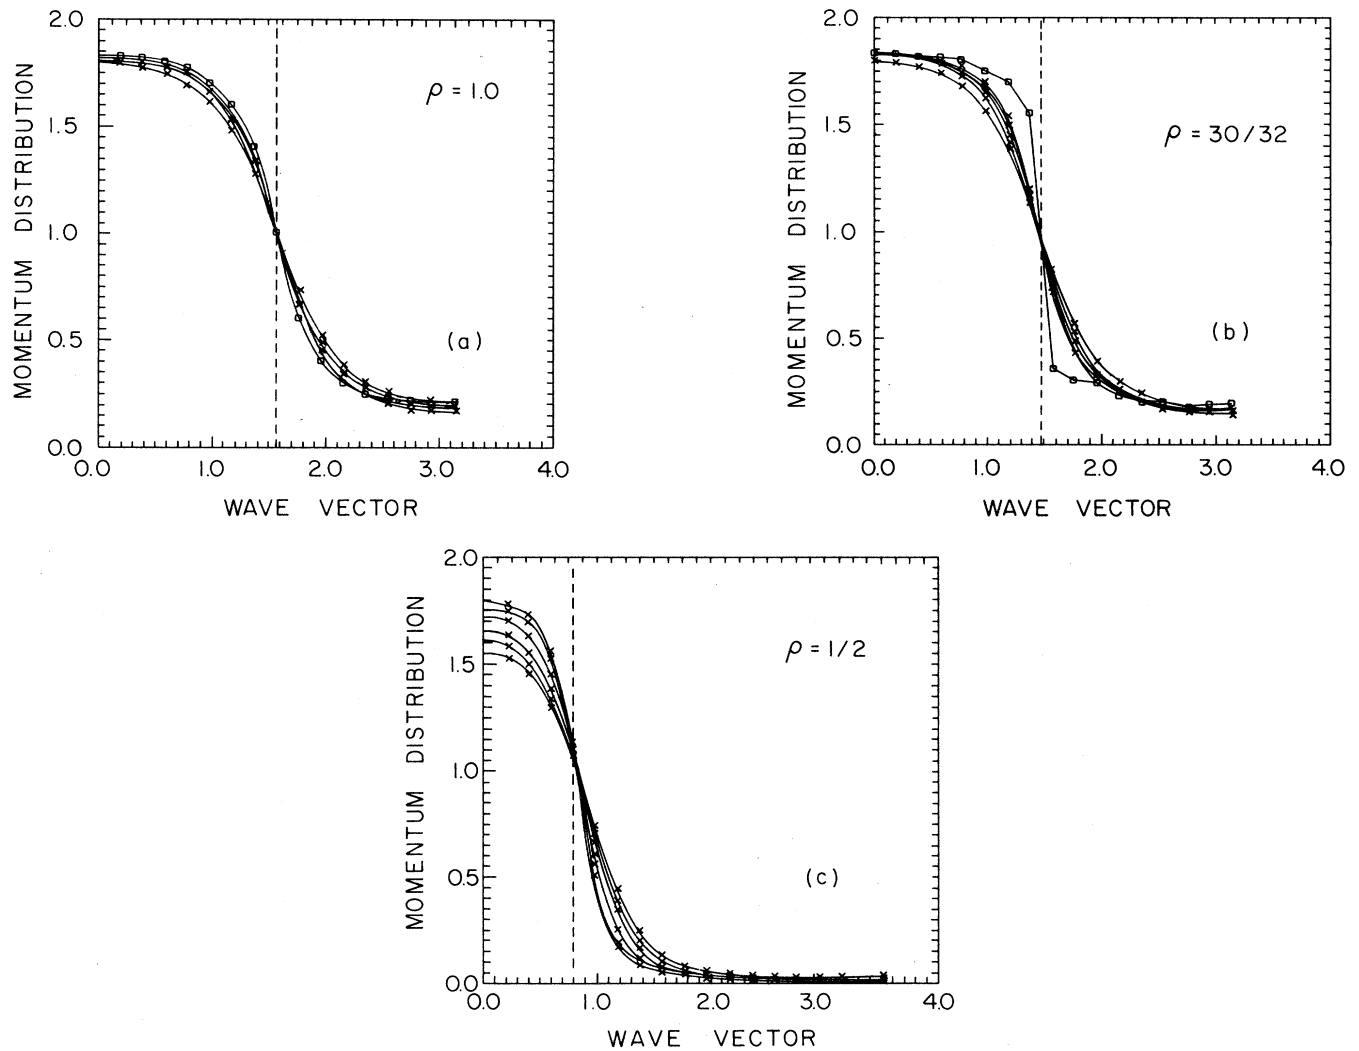 2.0
1.5
1.0
0.5
0.0
MOMENTUM DISTRIBUTION
ρ = 1.0
(a)
0.0 1.0 2.0 3.0 4.0
WAVE VECTOR
2.0
1.5
1.0
0.5
0.0
MOMENTUM DISTRIBUTION
ρ = 30/32
(b)
0.0 1.0 2.0 3.0 4.0
WAVE VECTOR
2.0
1.5
1.0
0.5
0.0
MOMENTUM DISTRIBUTION
ρ = 1/2
(c)
0.0 1.0 2.0 3.0 4.0
WAVE VECTOR